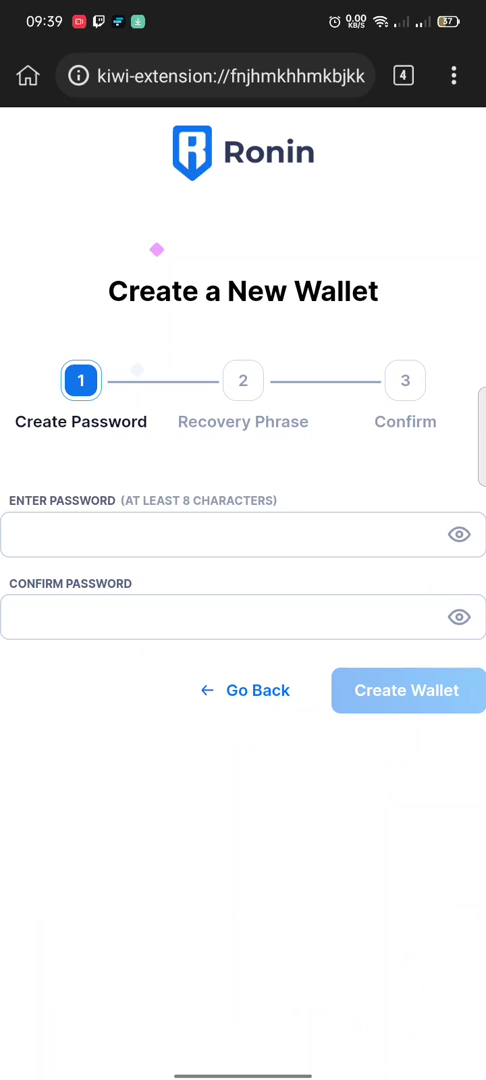 09:39 0.00 KB/S 37
kiwi-extension://fnjhmkhhmkbjkk 4
Ronin
Create a New Wallet
1 2 3
Create Password Recovery Phrase Confirm
ENTER PASSWORD (AT LEAST 8 CHARACTERS)
CONFIRM PASSWORD
← Go Back Create Wallet